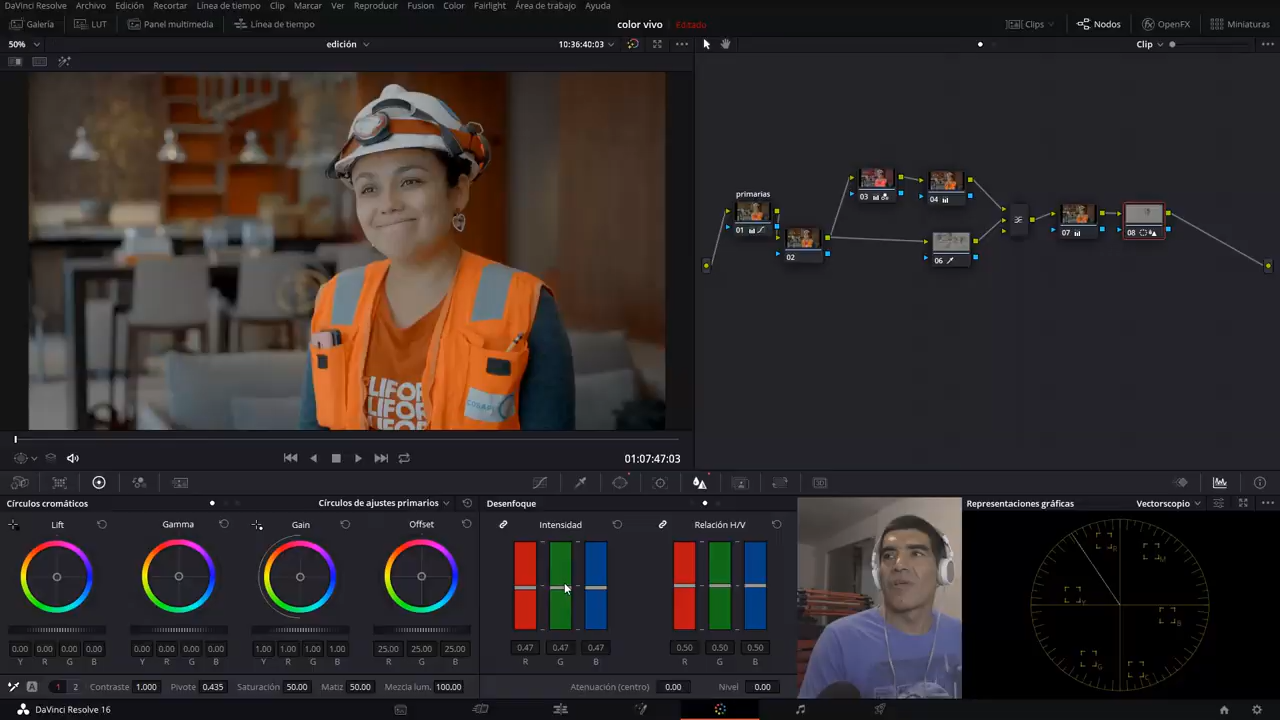 DaVinci Resolve Archivo Edición Recortar Línea de tiempo Clip Marcar Ver Reproducir Fusion Color Fairlight Área de trabajo Ayuda
Galería LUT Panel multimedia Línea de tiempo color vivo Editado Clips Nodos OpenFX Miniaturas
50% edición 10:36:40:03 Clip
primarias
03
04
01
02
06
07
08
LIFOR
LIFOR
LIFOR
COSAPI
01:07:47:03
Círculos cromáticos Círculos de ajustes primarios Desenfoque Representaciones gráficas Vectorscopio
Lift Gamma Gain Offset Intensidad Relación H/V
R
M
Y
B
G
C
0.00 0.00 0.00 0.00 0.00 0.00 0.00 0.00 1.00 1.00 1.00 1.00 25.00 25.00 25.00 0.47 0.47 0.47 0.50 0.50 0.50
Y R G B Y R G B Y R G B R G B R G B R G B
A 1 2 Contraste 1.000 Pivote 0.435 Saturación 50.00 Matiz 50.00 Mezcla lum. 100.00 Atenuación (centro) 0.00 Nivel 0.00
DaVinci Resolve 16